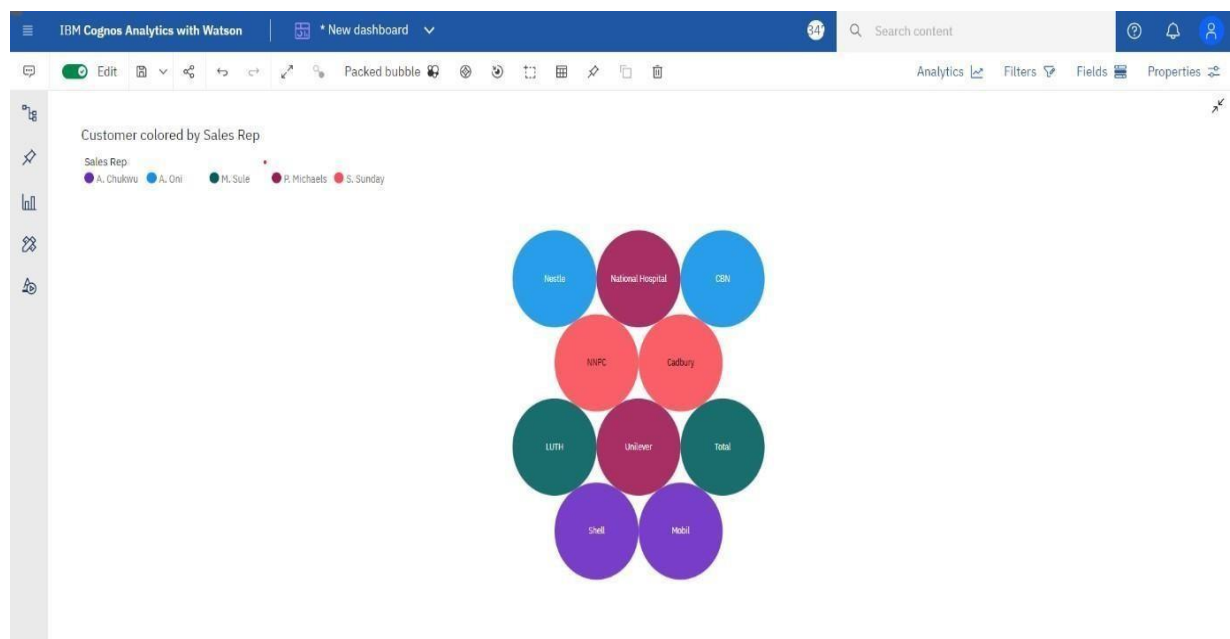 IBM Cognos Analytics with Watson * New dashboard Search content
Edit Packed bubble Analytics Filters Fields Properties
Customer colored by Sales Rep
Sales Rep
A. Chukwu A. Oni M. Sule P. Michaels S. Sunday
Nestle National Hospital CBN
NNPC Cadbury
LUTH Unilever Total
Shell Mobil